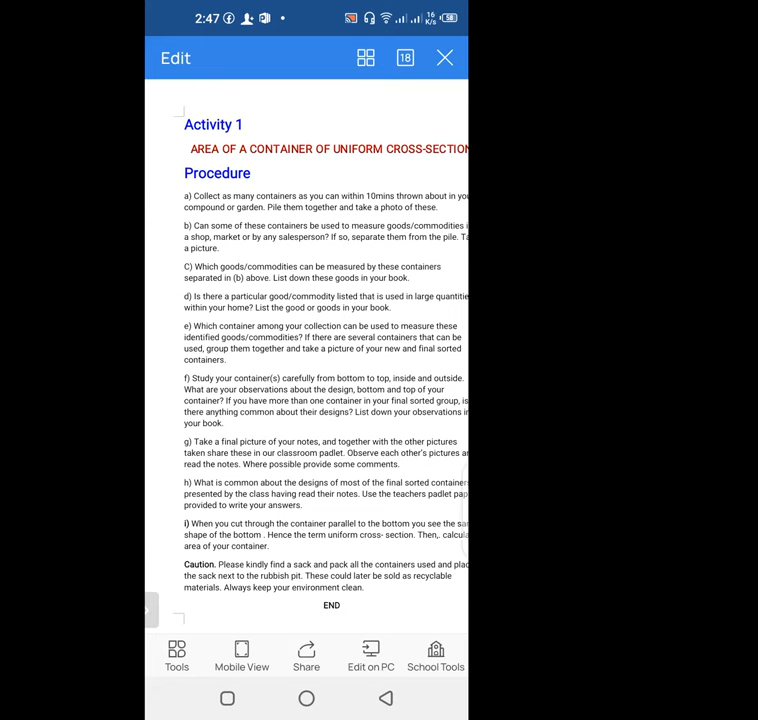 2:47
16
K/s
58
Edit
18
Activity 1
AREA OF A CONTAINER OF UNIFORM CROSS-SECTION
Procedure
a) Collect as many containers as you can within 10mins thrown about in you
compound or garden. Pile them together and take a photo of these.
b) Can some of these containers be used to measure goods/commodities i
a shop, market or by any salesperson? If so, separate them from the pile. Ta
a picture.
C) Which goods/commodities can be measured by these containers
separated in (b) above. List down these goods in your book.
d) Is there a particular good/commodity listed that is used in large quantitie
within your home? List the good or goods in your book.
e) Which container among your collection can be used to measure these
identified goods/commodities? If there are several containers that can be
used, group them together and take a picture of your new and final sorted
containers.
f) Study your container(s) carefully from bottom to top, inside and outside.
What are your observations about the design, bottom and top of your
container? If you have more than one container in your final sorted group, is
there anything common about their designs? List down your observations in
your book.
g) Take a final picture of your notes, and together with the other pictures
taken share these in our classroom padlet. Observe each other's pictures an
read the notes. Where possible provide some comments.
h) What is common about the designs of most of the final sorted container
presented by the class having read their notes. Use the teachers padlet pap
provided to write your answers.
i) When you cut through the container parallel to the bottom you see the sa
shape of the bottom . Hence the term uniform cross- section. Then,. calcula
area of your container.
Caution. Please kindly find a sack and pack all the containers used and plac
the sack next to the rubbish pit. These could later be sold as recyclable
materials. Always keep your environment clean.
END
Tools
Mobile View
Share
Edit on PC
School Tools